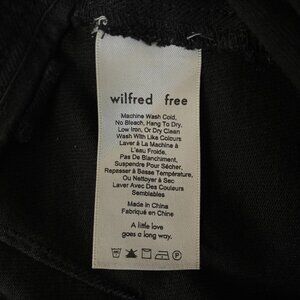 wilfred free
Machine Wash Cold,
No Bleach, Hang To Dry,
Low Iron, Or Dry Clean
Wash With Like Colours
Laver À La Machine à
L'eau Froide,
Pas De Blanchiment,
Suspendre Pour Sécher,
Repasser à Basse Température,
Ou Nettoyer à Sec
Laver Avec Des Couleurs
Semblables
Made in China
Fabriqué en Chine
A little love
goes a long way.